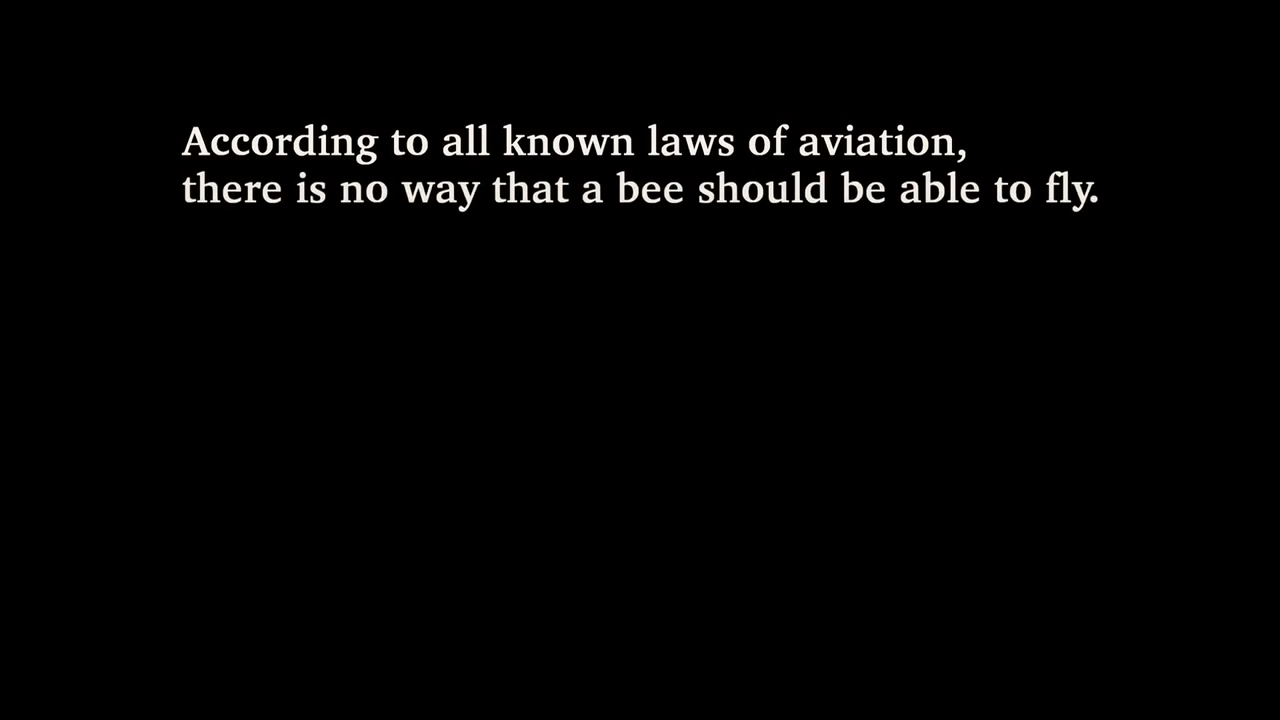 According to all known laws of aviation,
there is no way that a bee should be able to fly.